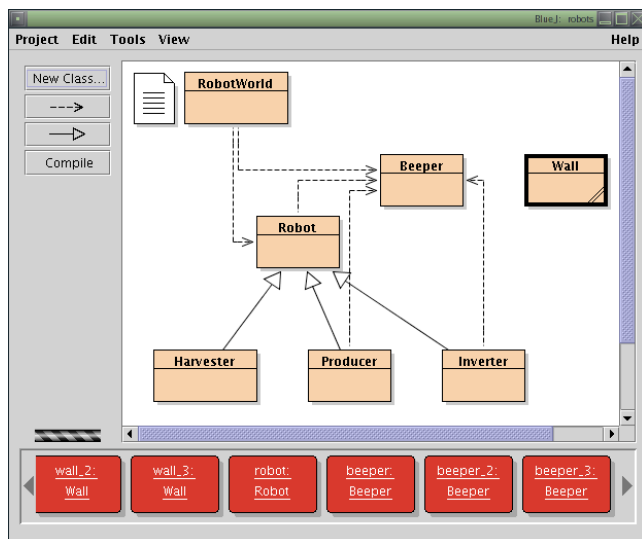 BlueJ: robots
Project Edit Tools View Help
New Class...
Compile
RobotWorld
Beeper
Wall
Robot
Harvester
Producer
Inverter
wall_2:
Wall
wall_3:
Wall
robot:
Robot
beeper:
Beeper
beeper_2:
Beeper
beeper_3:
Beeper